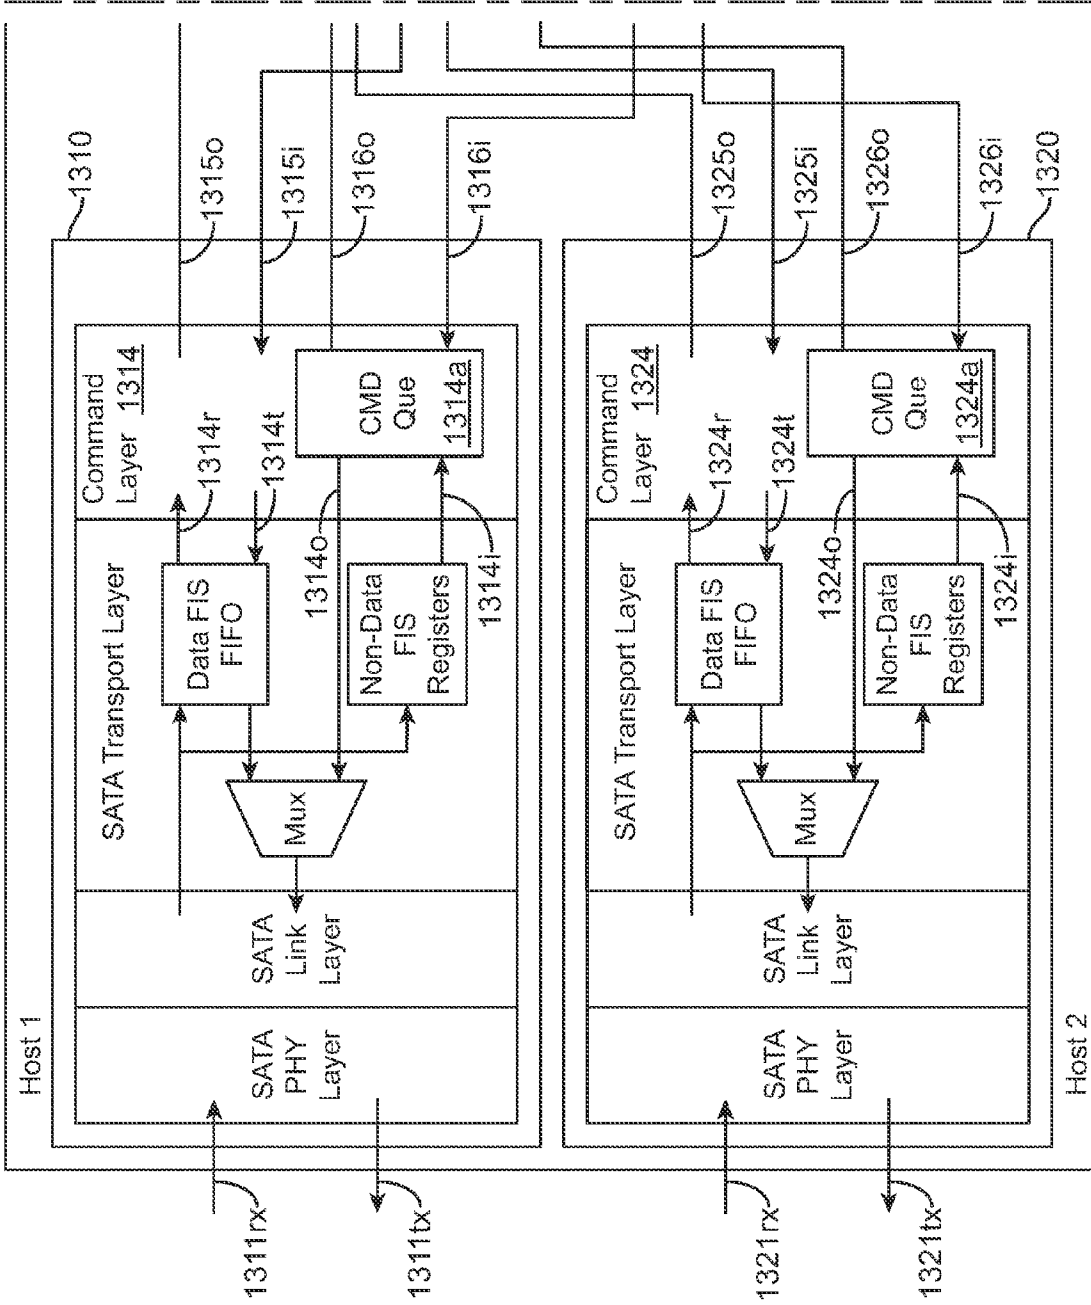 1310
1315o
1315i
1316o
1316i
1325o
1325i
1326o
1326i
1320
Command
Layer 1314
1314r
1314t
CMD
Que
1314a
1314o
1314i
SATA Transport Layer
Data FIS
FIFO
Non-Data
FIS
Registers
Mux
SATA
Link
Layer
SATA
PHY
Layer
Host 1
1311rx
1311tx
Command
Layer 1324
1324r
1324t
CMD
Que
1324a
1324o
1324i
SATA Transport Layer
Data FIS
FIFO
Non-Data
FIS
Registers
Mux
SATA
Link
Layer
SATA
PHY
Layer
Host 2
1321rx
1321tx